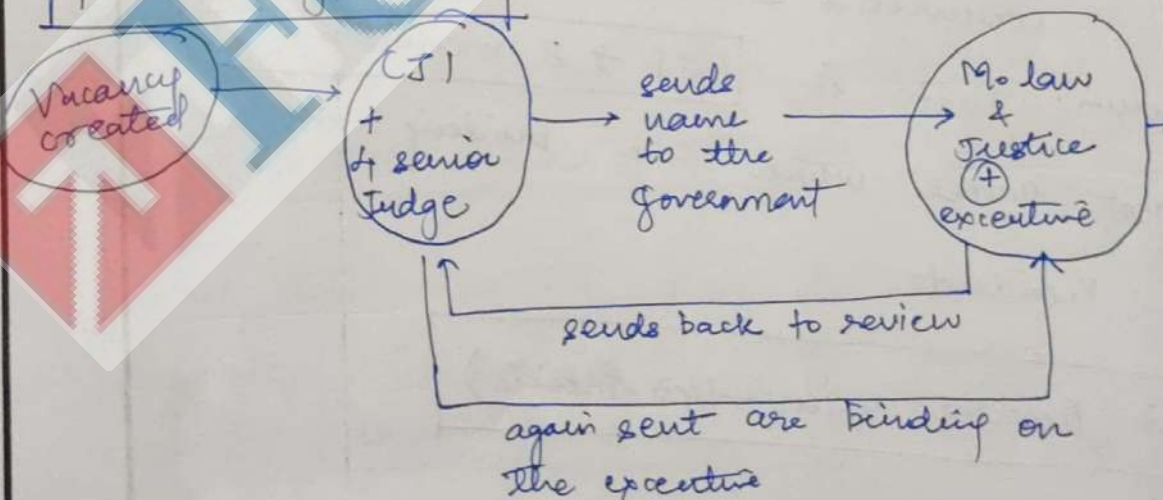 Vacancy
created
CJI
+
4 senior
Judge
sends
name
to the
government
Mo law
&
Justice
+
executive
sends back to review
again sent are binding on
the executive